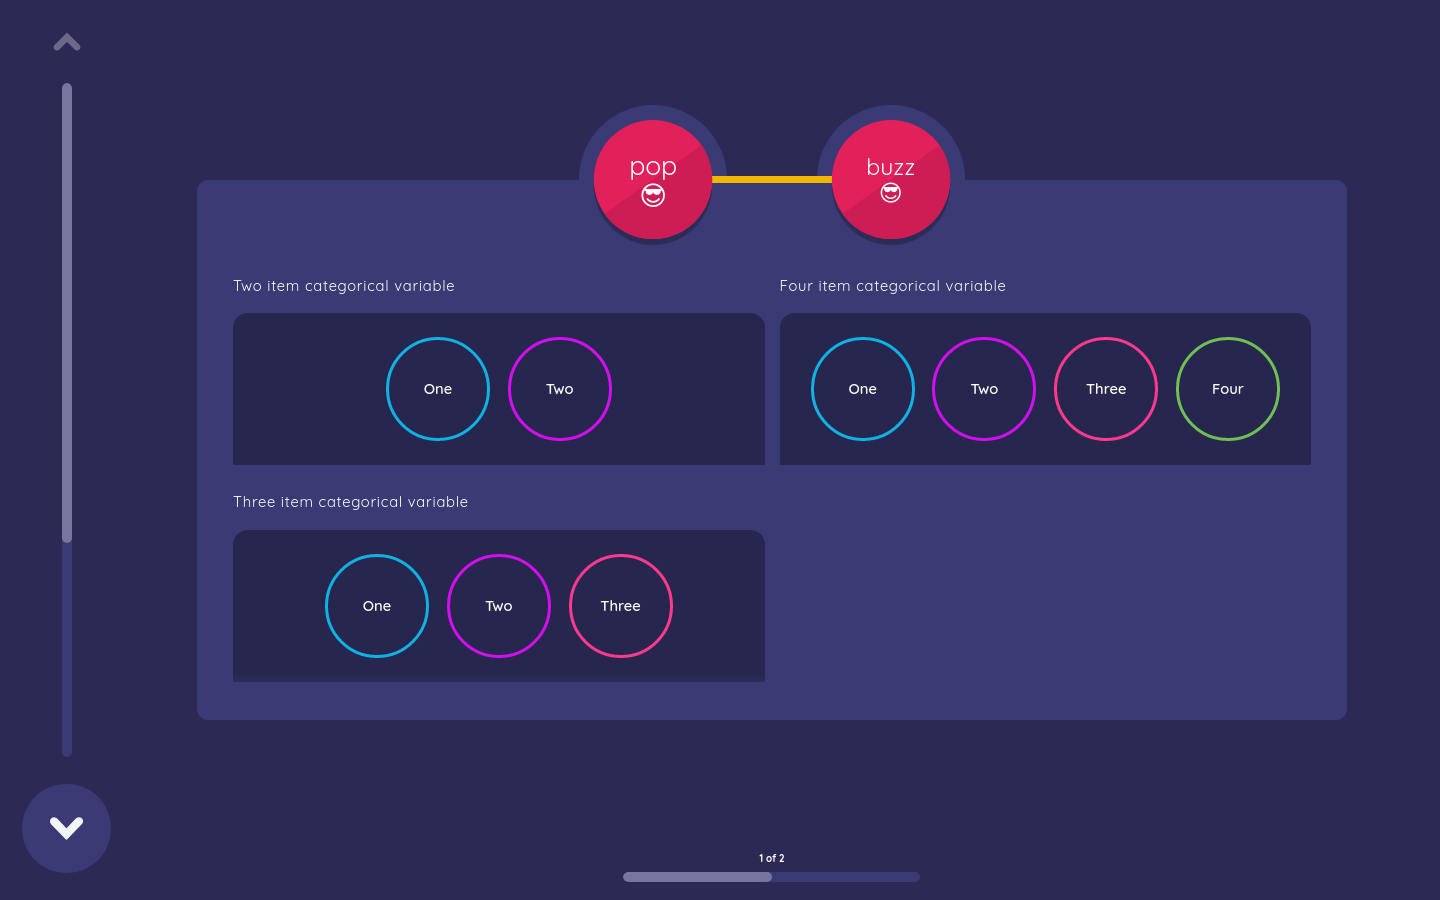 pop
😎
buzz
😎
Two item categorical variable
One
Two
Four item categorical variable
One
Two
Three
Four
Three item categorical variable
One
Two
Three
1 of 2